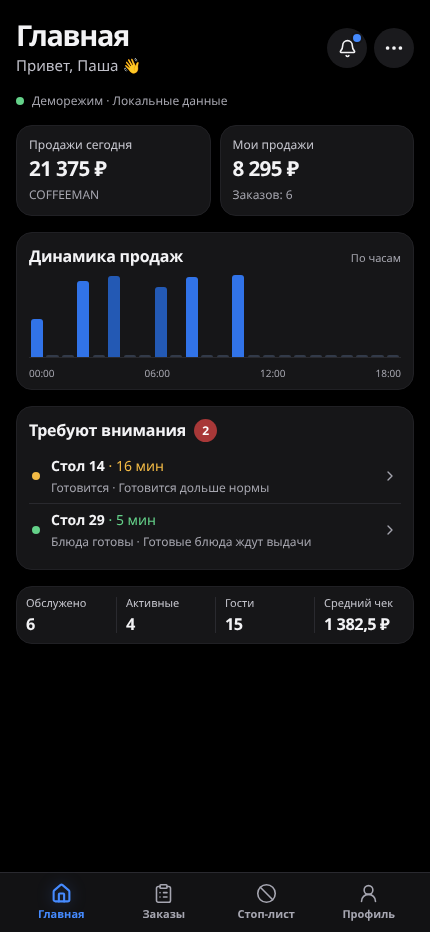 Главная
Привет, Паша 👋
Деморежим · Локальные данные
Продажи сегодня
21 375 ₽
COFFEEMAN
Мои продажи
8 295 ₽
Заказов: 6
Динамика продаж
По часам
00:00 06:00 12:00 18:00
Требуют внимания 2
Стол 14 · 16 мин
Готовится · Готовится дольше нормы
Стол 29 · 5 мин
Блюда готовы · Готовые блюда ждут выдачи
Обслужено
6
Активные
4
Гости
15
Средний чек
1 382,5 ₽
Главная
Заказы
Стоп-лист
Профиль